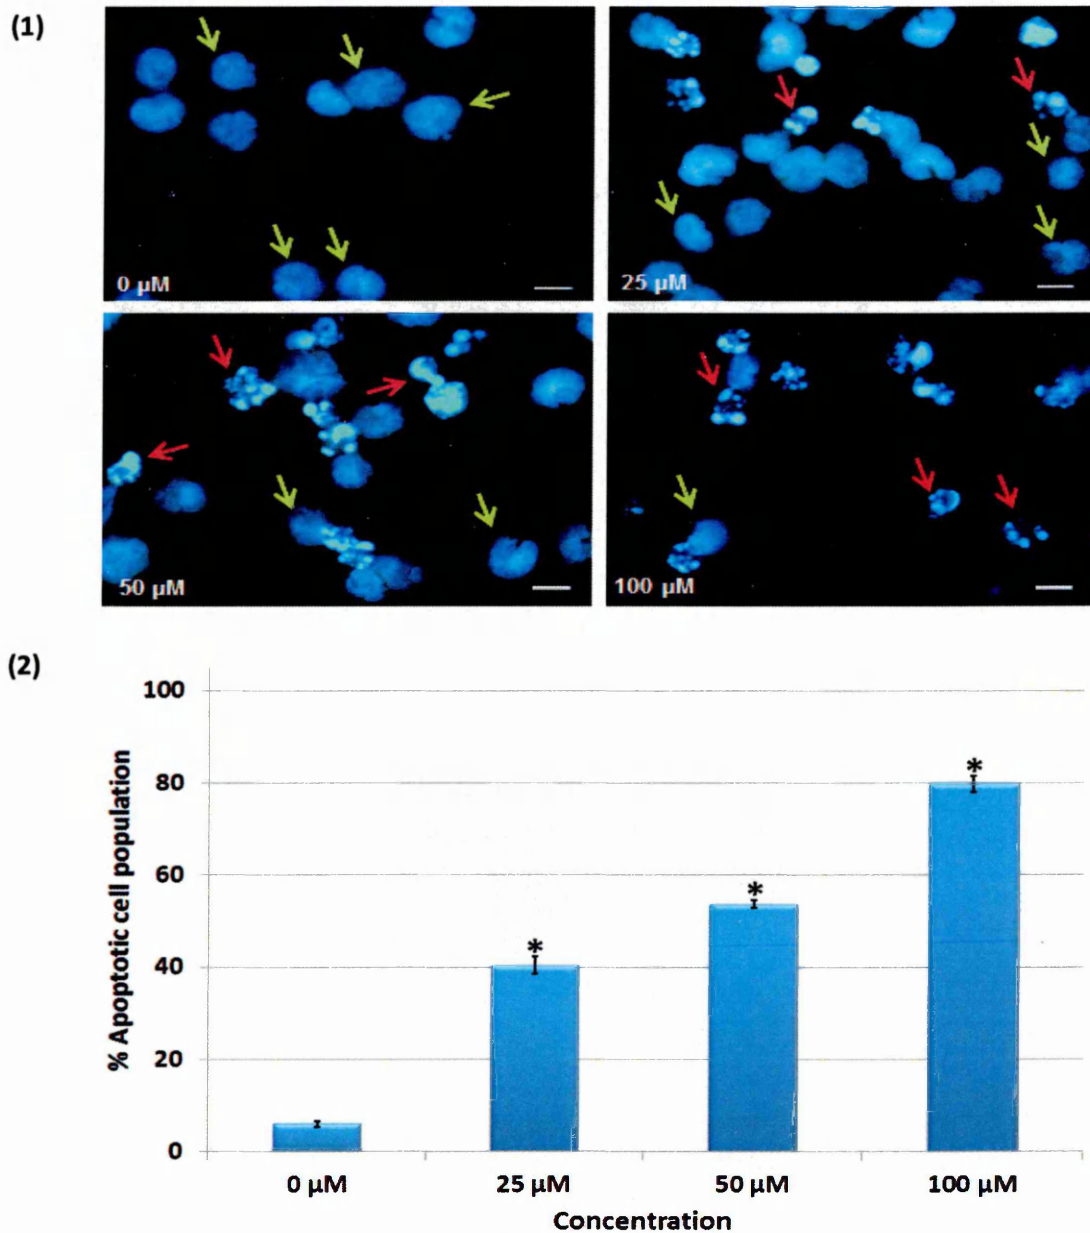 (1)
0 μM
25 μM
50 μM
100 μM
(2)
% Apoptotic cell population
100
80
60
40
20
0
*
*
*
0 μM
25 μM
50 μM
100 μM
Concentration